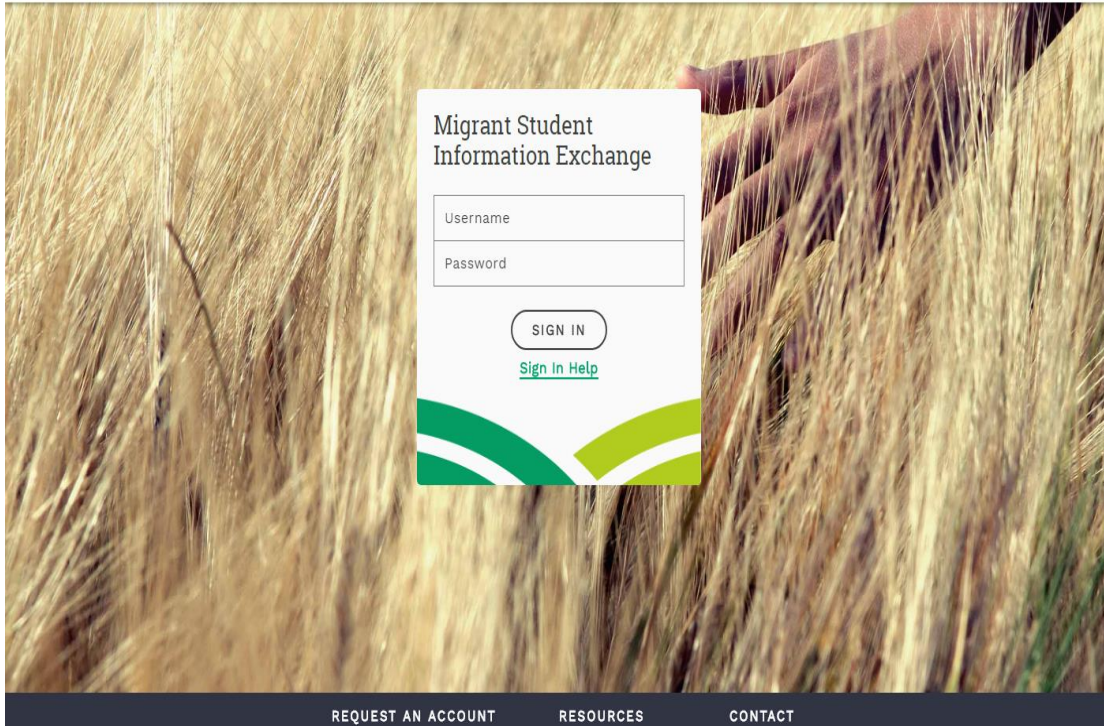 Migrant Student
Information Exchange
Username
Password
SIGN IN
Sign In Help
REQUEST AN ACCOUNT RESOURCES CONTACT